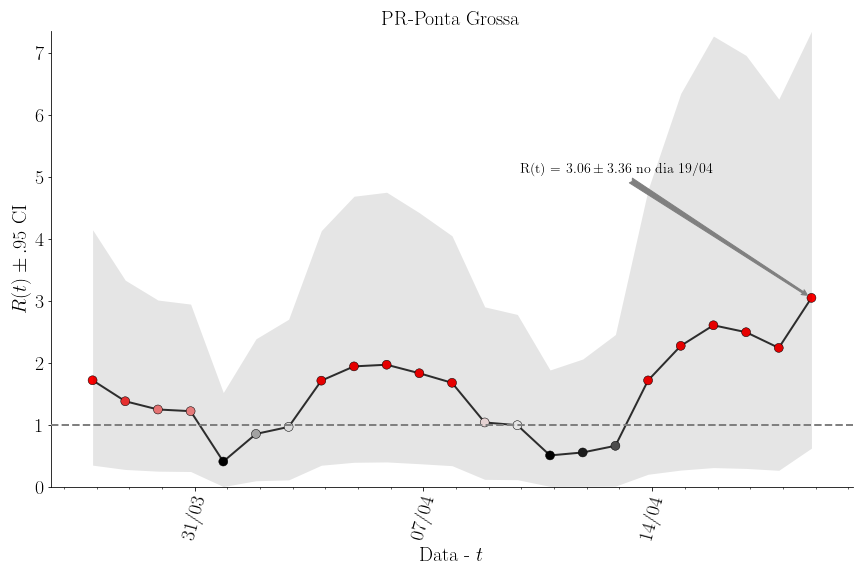 PR-Ponta Grossa
7
6
5
4
3
2
1
0
R(t) ± .95 CI
R(t) = 3.06 ± 3.36 no dia 19/04
31/03
07/04
14/04
Data - t